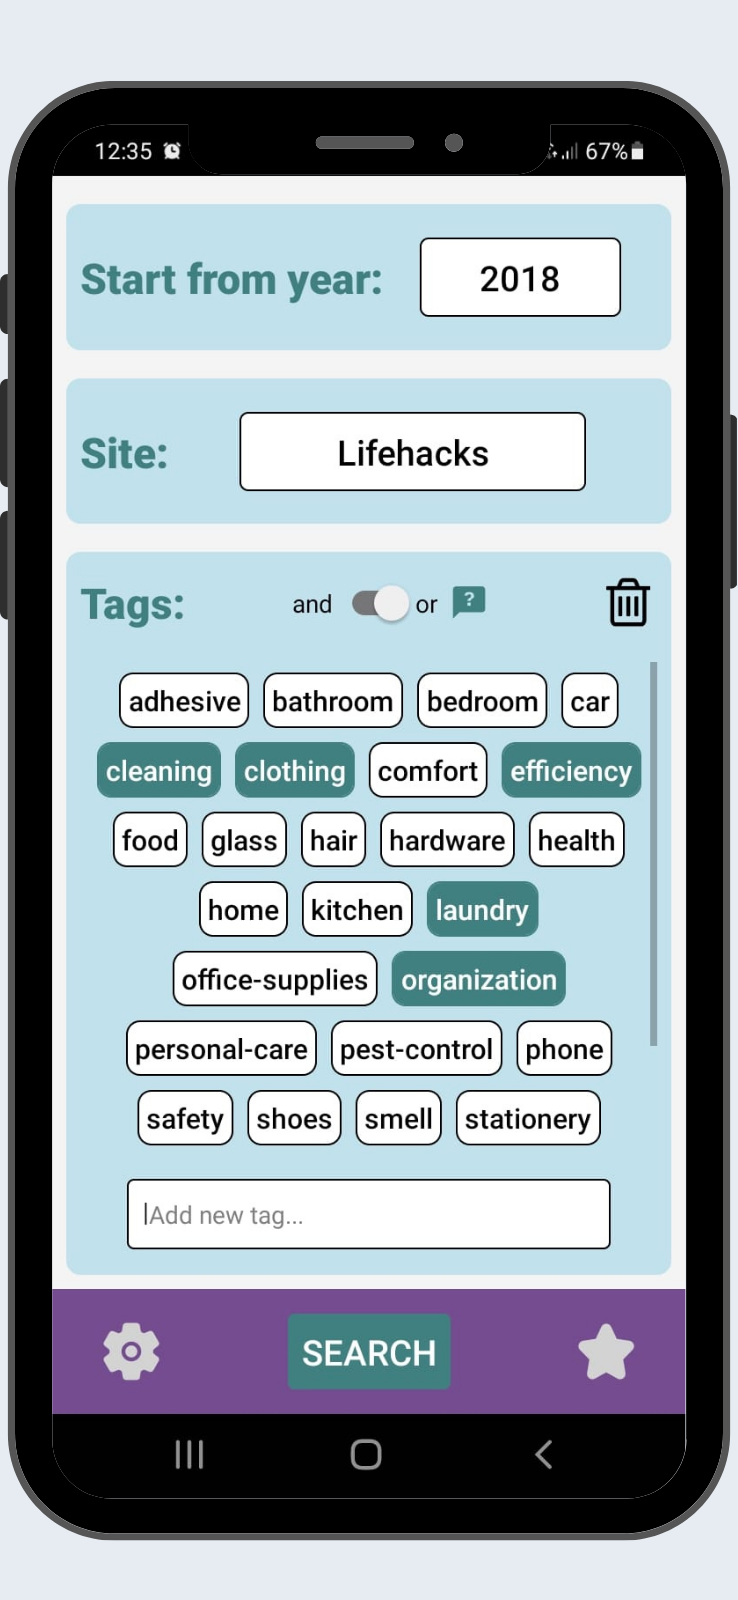 12:35 67%
Start from year: 2018
Site: Lifehacks
Tags: and or ?
adhesive bathroom bedroom car
cleaning clothing comfort efficiency
food glass hair hardware health
home kitchen laundry
office-supplies organization
personal-care pest-control phone
safety shoes smell stationery
Add new tag...
SEARCH